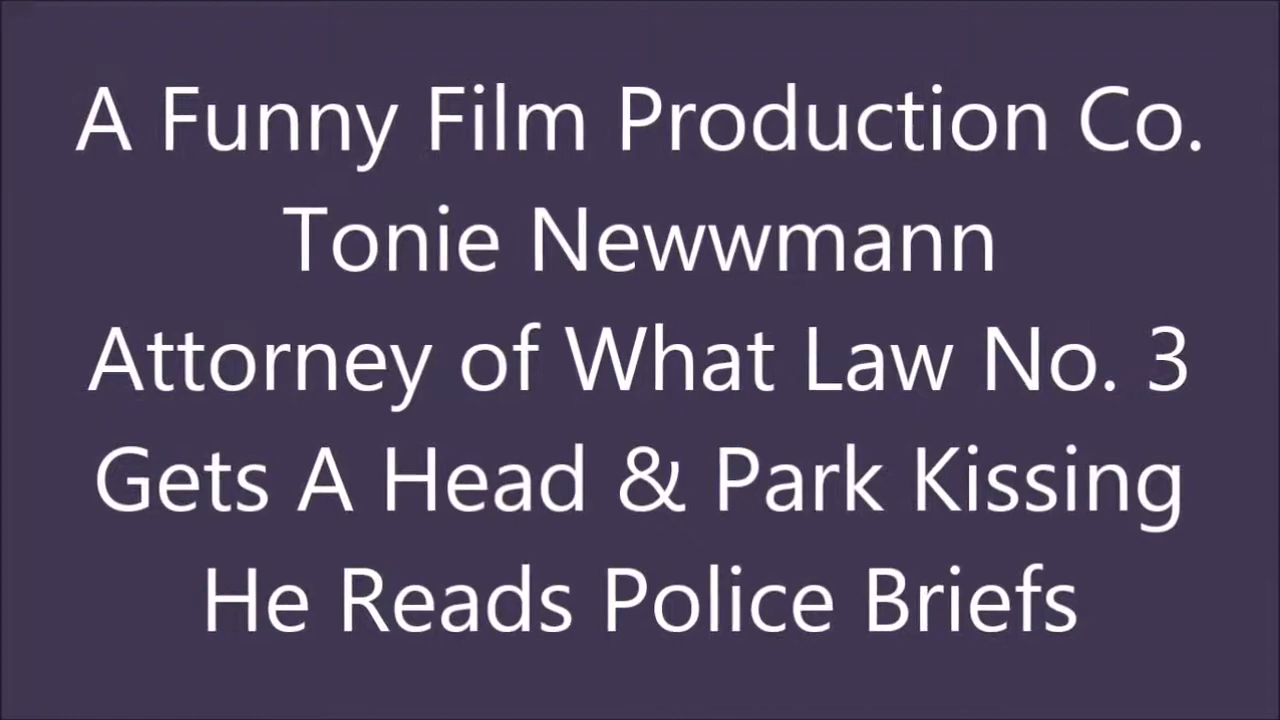 A Funny Film Production Co.
Tonie Newwmann
Attorney of What Law No. 3
Gets A Head & Park Kissing
He Reads Police Briefs